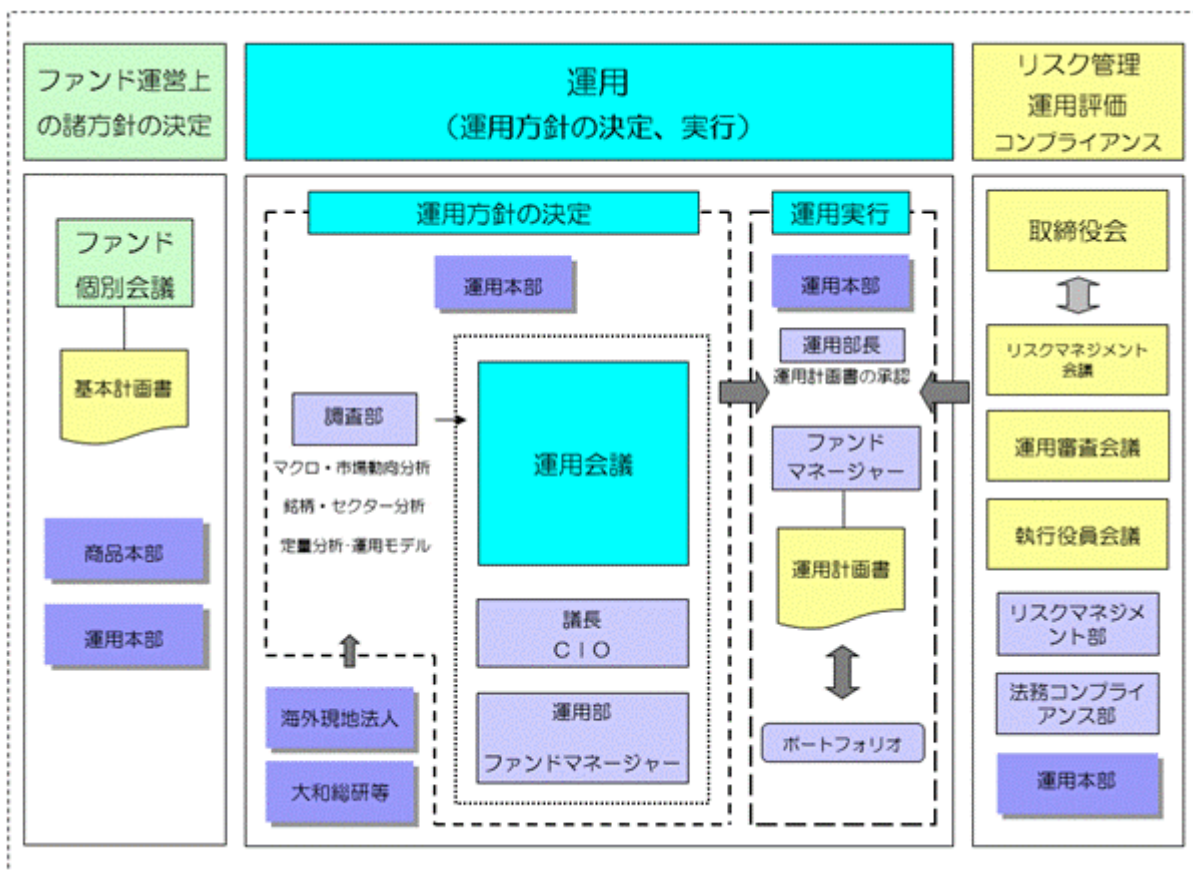 ファンド運営上
の諸方針の決定
運用
（運用方針の決定、実行）
リスク管理
運用評価
コンプライアンス
ファンド
個別会議
基本計画書
商品本部
運用本部
運用方針の決定
運用本部
調査部
マクロ・市場動向分析
銘柄・セクター分析
定量分析・運用モデル
運用会議
議長
ＣＩＯ
運用部
ファンドマネージャー
海外現地法人
大和総研等
運用実行
運用本部
運用部長
運用計画書の承認
ファンド
マネージャー
運用計画書
ポートフォリオ
取締役会
リスクマネジメント
会議
運用審査会議
執行役員会議
リスクマネジメ
ント部
法務コンプライ
アンス部
運用本部